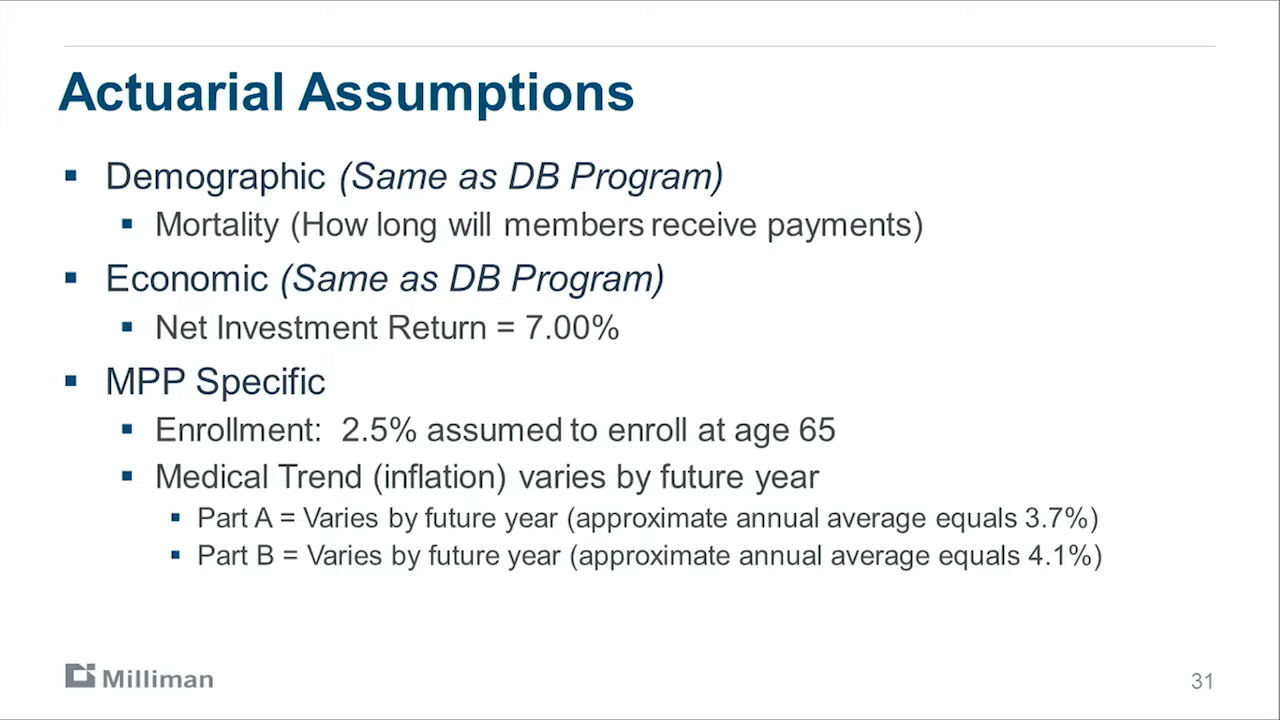 Actuarial Assumptions
▪ Demographic (Same as DB Program)
▪ Mortality (How long will members receive payments)
▪ Economic (Same as DB Program)
▪ Net Investment Return = 7.00%
▪ MPP Specific
▪ Enrollment:  2.5% assumed to enroll at age 65
▪ Medical Trend (inflation) varies by future year
▪ Part A = Varies by future year (approximate annual average equals 3.7%)
▪ Part B = Varies by future year (approximate annual average equals 4.1%)
Milliman
31